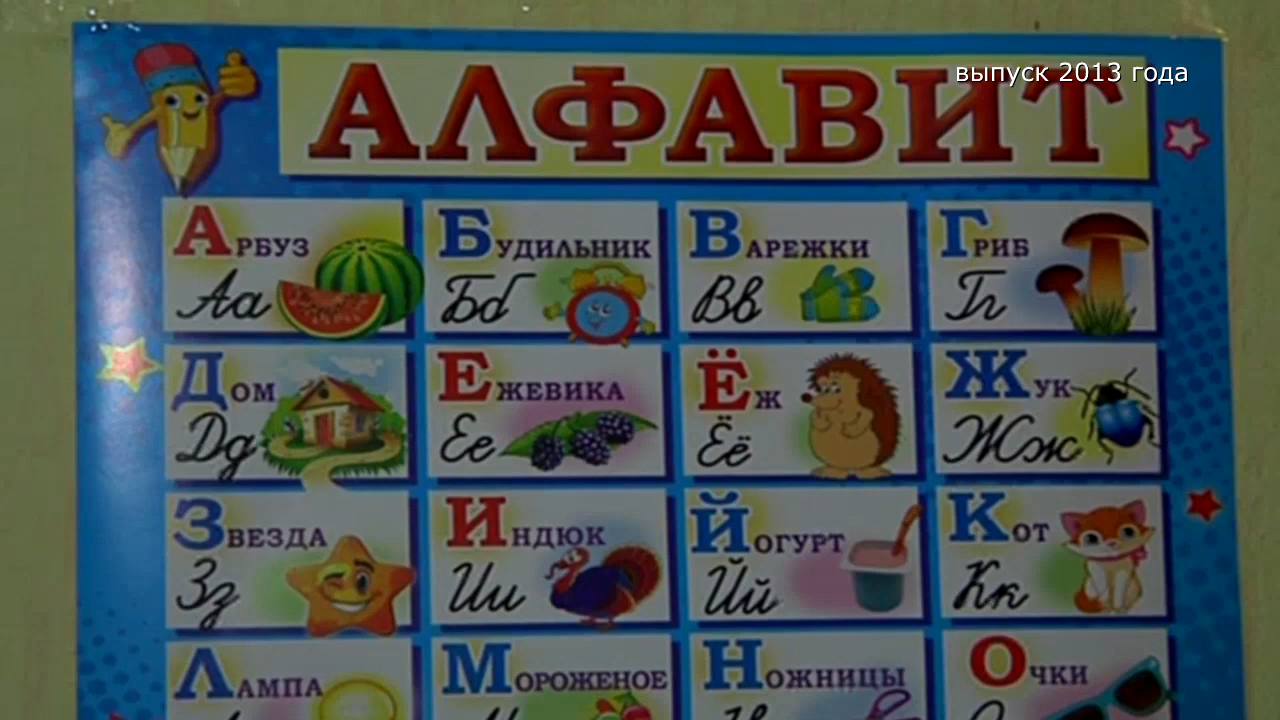 выпуск 2013 года
АЛФАВИТ
Арбуз Будильник Варежки Гриб
Аа Бб Вв Гг
Дом Ежевика Ёж Жук
Дд Ее Ёё Жж
Звезда Индюк Йогурт Кот
Зз Ии Йй Кк
Лампа Мороженое Ножницы Очки